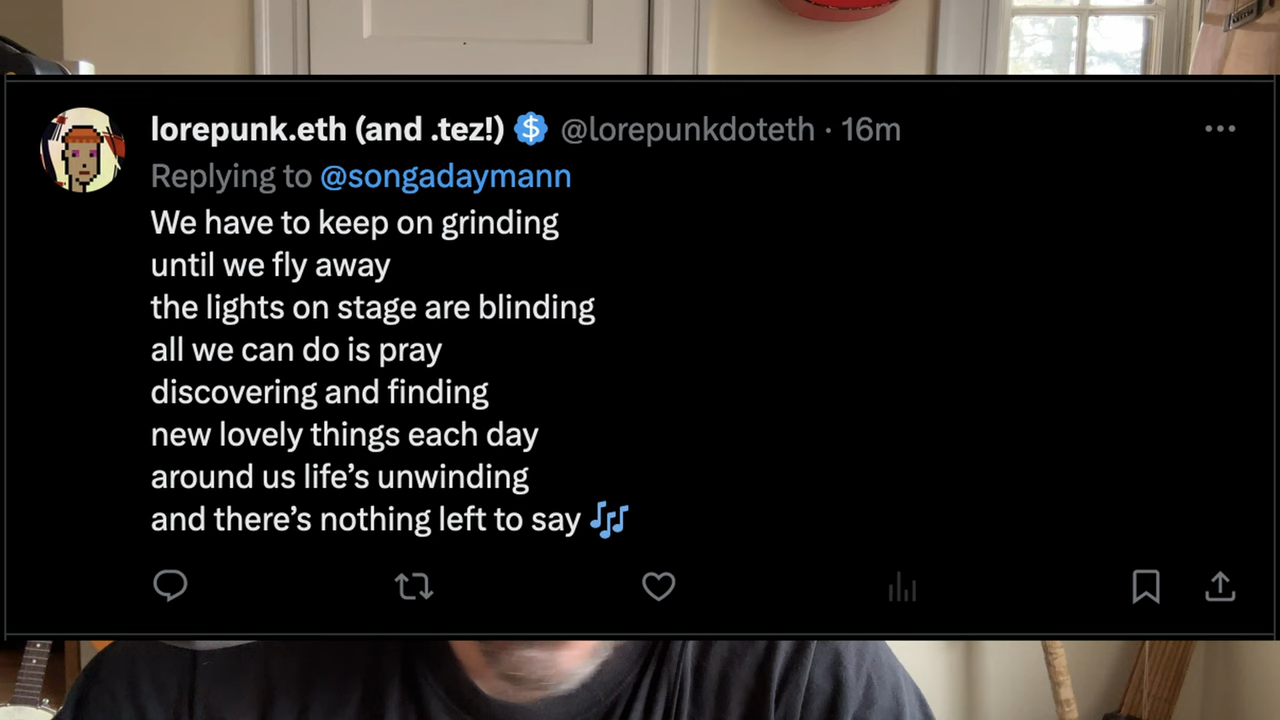 lorepunk.eth (and .tez!) $ @lorepunkdoteth · 16m
Replying to @songadaymann
We have to keep on grinding
until we fly away
the lights on stage are blinding
all we can do is pray
discovering and finding
new lovely things each day
around us life’s unwinding
and there’s nothing left to say 🎶